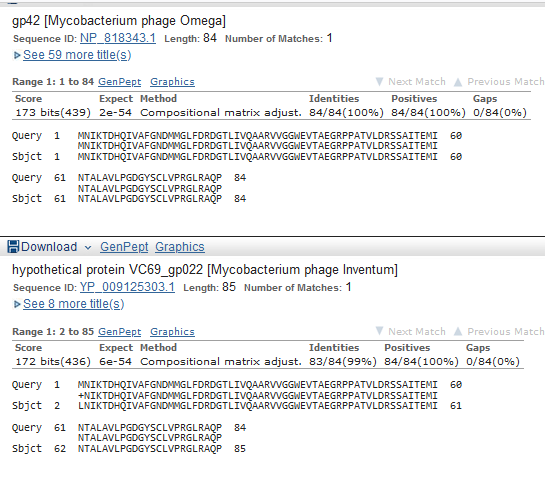 gp42 [Mycobacterium phage Omega]
Sequence ID: NP_818343.1 Length: 84 Number of Matches: 1
See 59 more title(s)
Range 1: 1 to 84 GenPept Graphics Next Match Previous Match
Score Expect Method Identities Positives Gaps
173 bits(439) 2e-54 Compositional matrix adjust. 84/84(100%) 84/84(100%) 0/84(0%)
Query 1 MNIKTDHQIVAFGNDMMGLFDRDGTLIVQAARVVGGWEVTAEGRPPATVLDRSSAITEMI 60
MNIKTDHQIVAFGNDMMGLFDRDGTLIVQAARVVGGWEVTAEGRPPATVLDRSSAITEMI
Sbjct 1 MNIKTDHQIVAFGNDMMGLFDRDGTLIVQAARVVGGWEVTAEGRPPATVLDRSSAITEMI 60
Query 61 NTALAVLPGDGYSCLVPRGLRAQP 84
NTALAVLPGDGYSCLVPRGLRAQP
Sbjct 61 NTALAVLPGDGYSCLVPRGLRAQP 84
Download GenPept Graphics
hypothetical protein VC69_gp022 [Mycobacterium phage Inventum]
Sequence ID: YP_009125303.1 Length: 85 Number of Matches: 1
See 8 more title(s)
Range 1: 2 to 85 GenPept Graphics Next Match Previous Match
Score Expect Method Identities Positives Gaps
172 bits(436) 6e-54 Compositional matrix adjust. 83/84(99%) 84/84(100%) 0/84(0%)
Query 1 MNIKTDHQIVAFGNDMMGLFDRDGTLIVQAARVVGGWEVTAEGRPPATVLDRSSAITEMI 60
+NIKTDHQIVAFGNDMMGLFDRDGTLIVQAARVVGGWEVTAEGRPPATVLDRSSAITEMI
Sbjct 2 LNIKTDHQIVAFGNDMMGLFDRDGTLIVQAARVVGGWEVTAEGRPPATVLDRSSAITEMI 61
Query 61 NTALAVLPGDGYSCLVPRGLRAQP 84
NTALAVLPGDGYSCLVPRGLRAQP
Sbjct 62 NTALAVLPGDGYSCLVPRGLRAQP 85